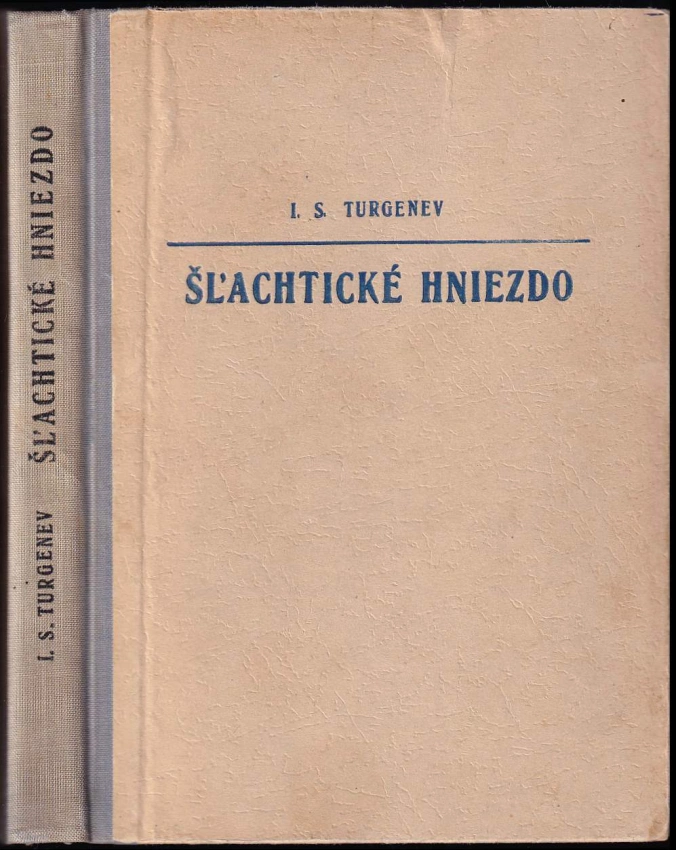 I. S. TURGENEV
ŠĽACHTICKÉ HNIEZDO
I. S. TURGENEV ŠĽACHTICKÉ HNIEZDO